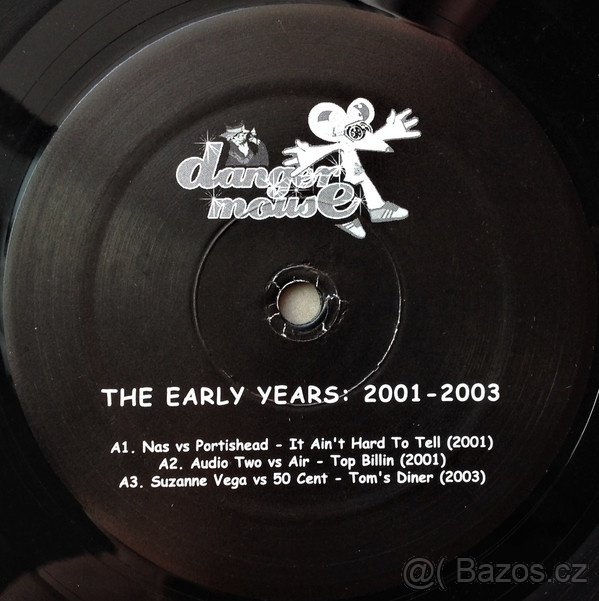 danger
mouse
THE EARLY YEARS: 2001-2003
A1. Nas vs Portishead - It Ain't Hard To Tell (2001)
A2. Audio Two vs Air - Top Billin (2001)
A3. Suzanne Vega vs 50 Cent - Tom's Diner (2003)
@( Bazos.cz